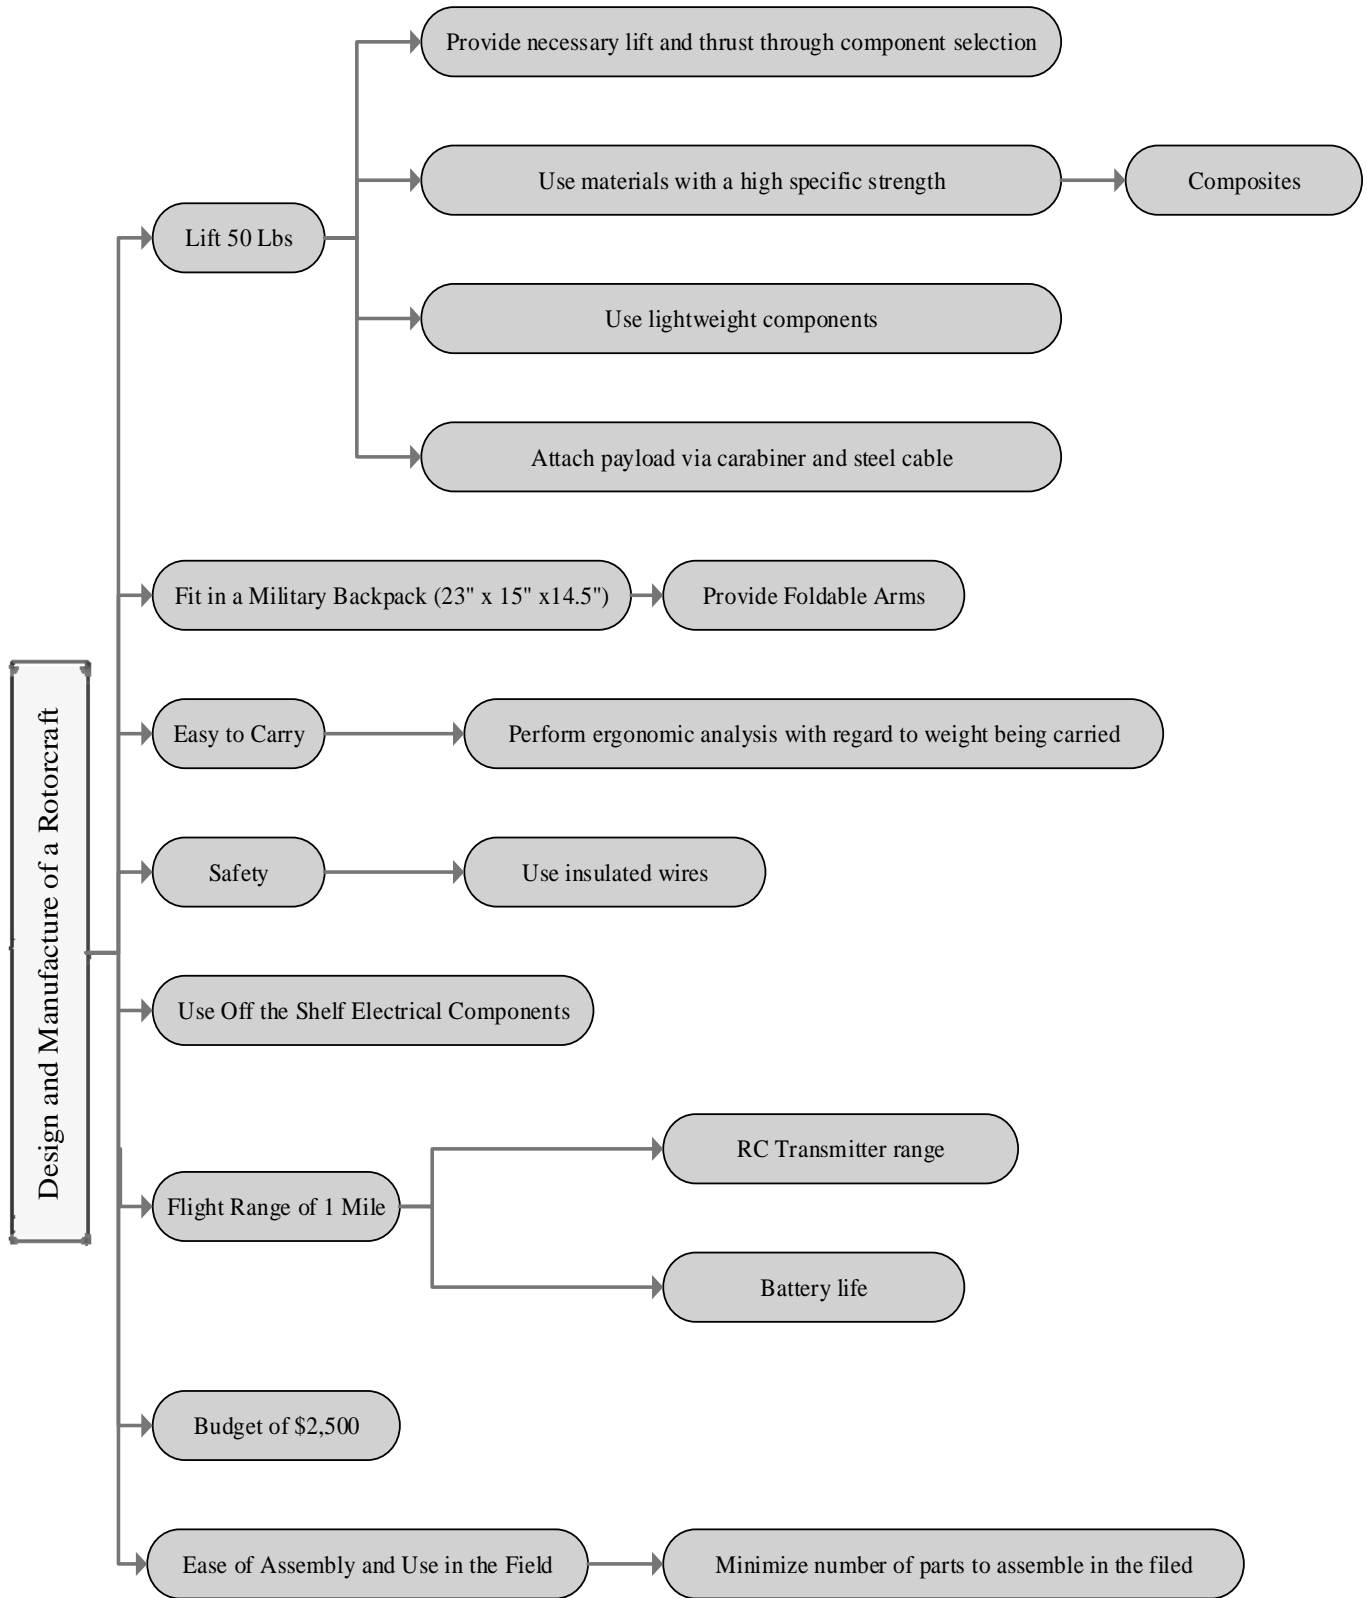 Design and Manufacture of a Rotorcraft
Lift 50 Lbs
Provide necessary lift and thrust through component selection
Use materials with a high specific strength
Composites
Use lightweight components
Attach payload via carabiner and steel cable
Fit in a Military Backpack (23" x 15" x14.5")
Provide Foldable Arms
Easy to Carry
Perform ergonomic analysis with regard to weight being carried
Safety
Use insulated wires
Use Off the Shelf Electrical Components
Flight Range of 1 Mile
RC Transmitter range
Battery life
Budget of $2,500
Ease of Assembly and Use in the Field
Minimize number of parts to assemble in the filed